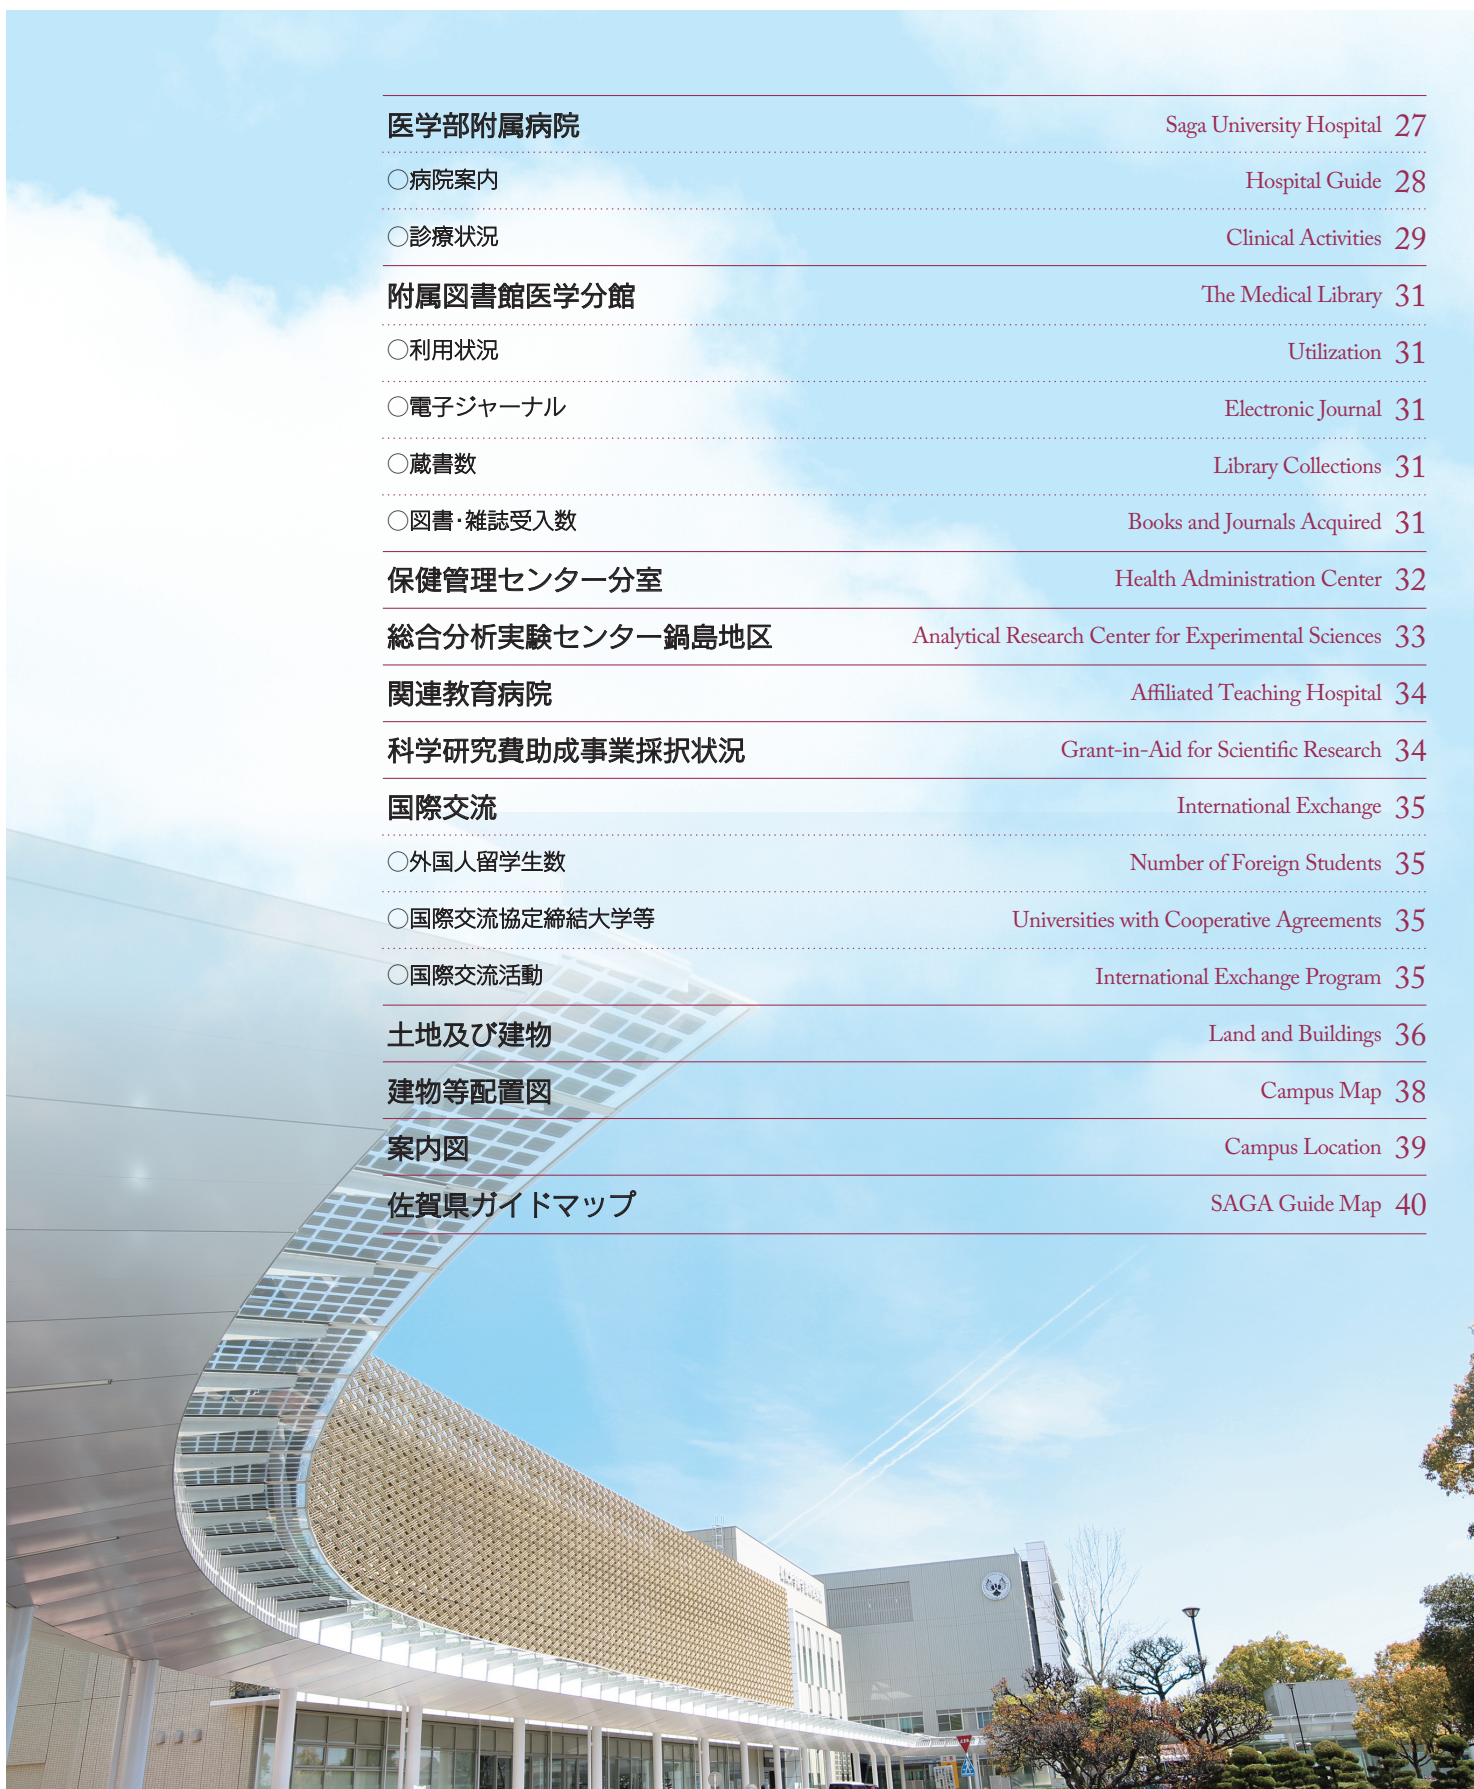 医学部附属病院 Saga University Hospital 27
○病院案内 Hospital Guide 28
○診療状況 Clinical Activities 29
附属図書館医学分館 The Medical Library 31
○利用状況 Utilization 31
○電子ジャーナル Electronic Journal 31
○蔵書数 Library Collections 31
○図書・雑誌受入数 Books and Journals Acquired 31
保健管理センター分室 Health Administration Center 32
総合分析実験センター鍋島地区 Analytical Research Center for Experimental Sciences 33
関連教育病院 Affiliated Teaching Hospital 34
科学研究費助成事業採択状況 Grant-in-Aid for Scientific Research 34
国際交流 International Exchange 35
○外国人留学生数 Number of Foreign Students 35
○国際交流協定締結大学等 Universities with Cooperative Agreements 35
○国際交流活動 International Exchange Program 35
土地及び建物 Land and Buildings 36
建物等配置図 Campus Map 38
案内図 Campus Location 39
佐賀県ガイドマップ SAGA Guide Map 40